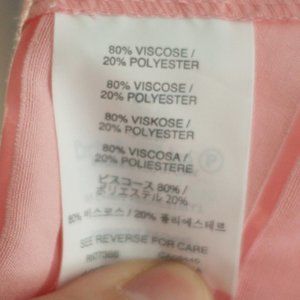 80% VISCOSE /
20% POLYESTER
80% VISCOSE /
20% POLYESTER
80% VISKOSE /
20% POLYESTER
80% VISCOSA /
20% POLIESTERE
ビスコース 80% /
ポリエステル 20%
80% 비스코스 / 20% 폴리에스테르
SEE REVERSE FOR CARE